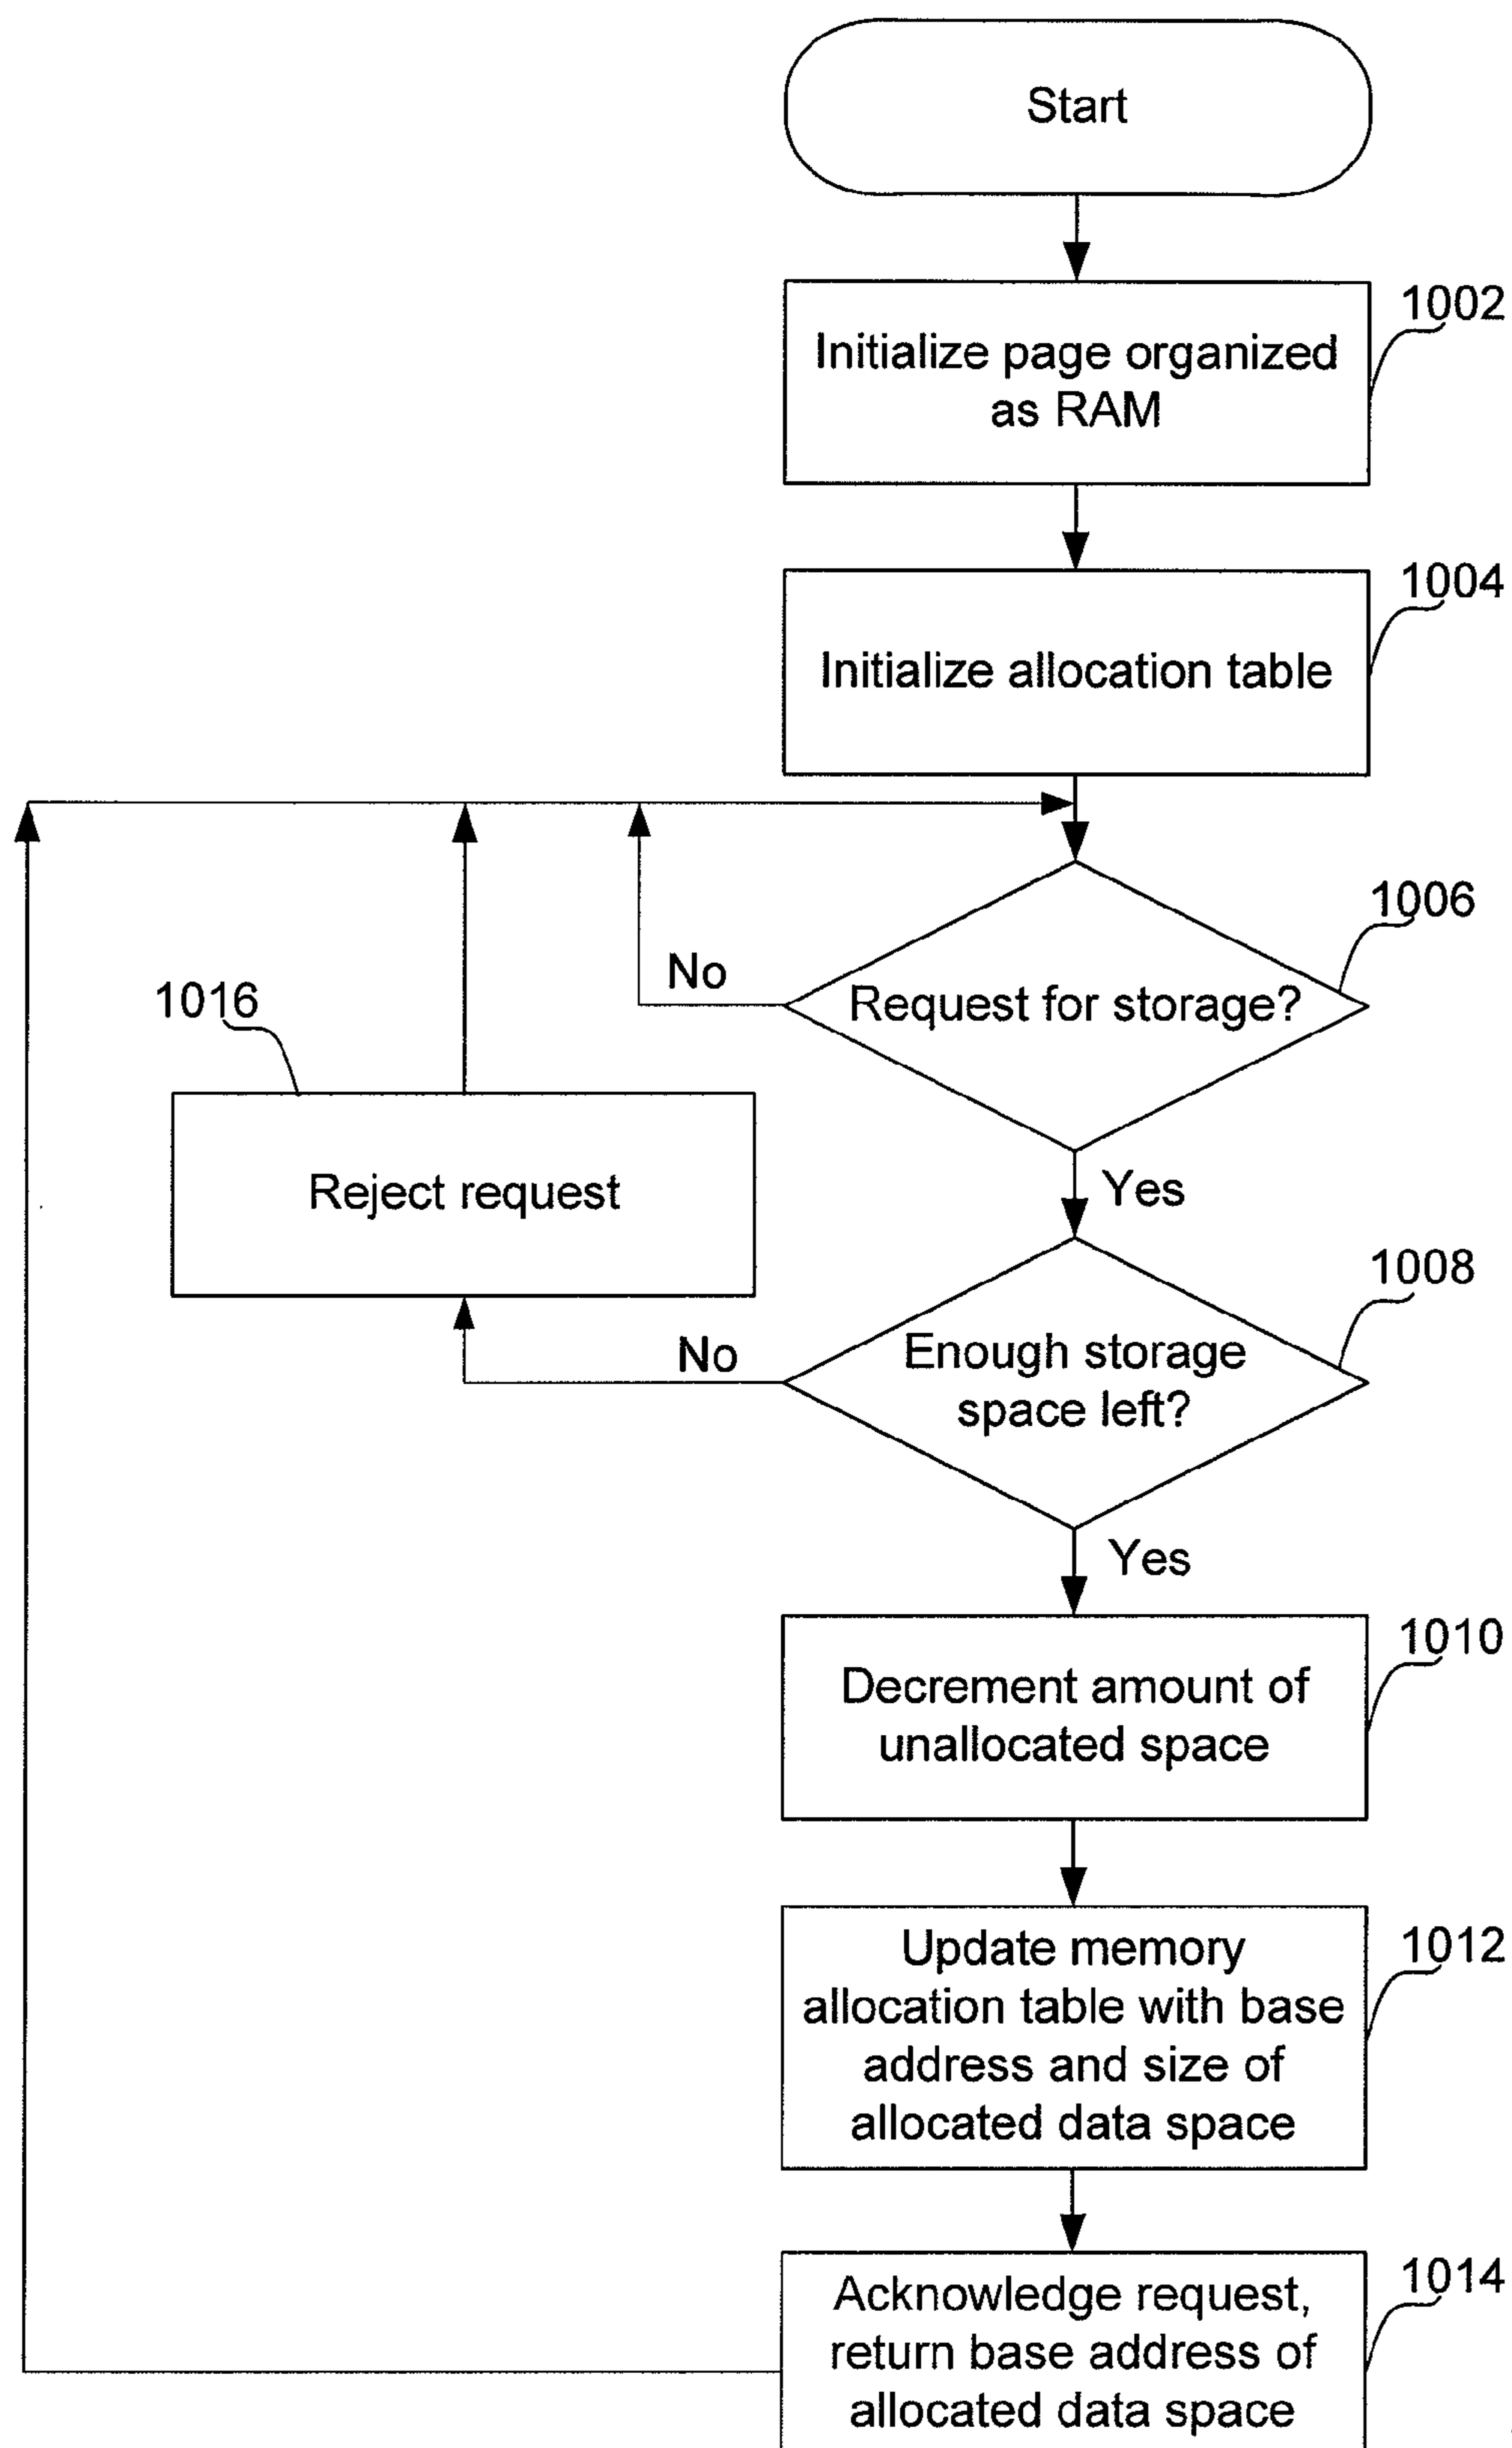 Start
1002
Initialize page organized
as RAM
1004
Initialize allocation table
1006
No
Request for storage?
1016
Reject request
Yes
1008
No
Enough storage
space left?
Yes
1010
Decrement amount of
unallocated space
1012
Update memory
allocation table with base
address and size of
allocated data space
1014
Acknowledge request,
return base address of
allocated data space